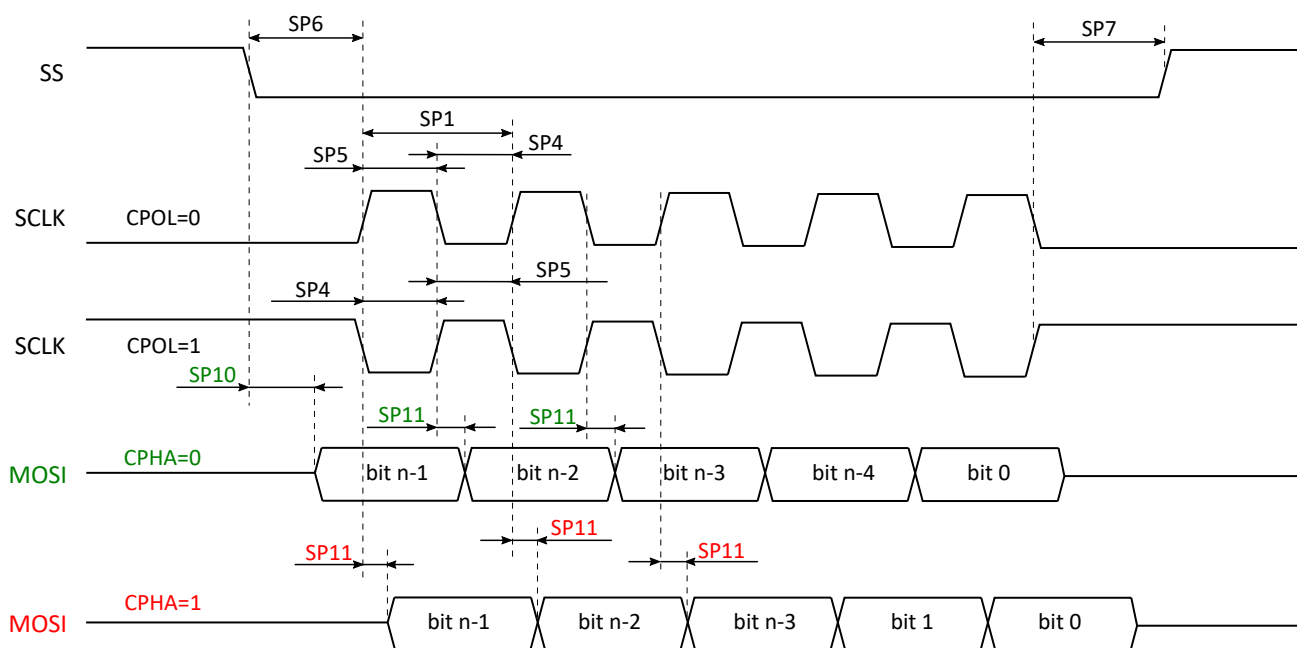 SP6 SP7
SS
SP1
SP5 SP4
SCLK CPOL=0
SP4 SP5
SCLK CPOL=1
SP10
SP11 SP11
MOSI CPHA=0 bit n-1 bit n-2 bit n-3 bit n-4 bit 0
SP11 SP11 SP11
MOSI CPHA=1 bit n-1 bit n-2 bit n-3 bit 1 bit 0